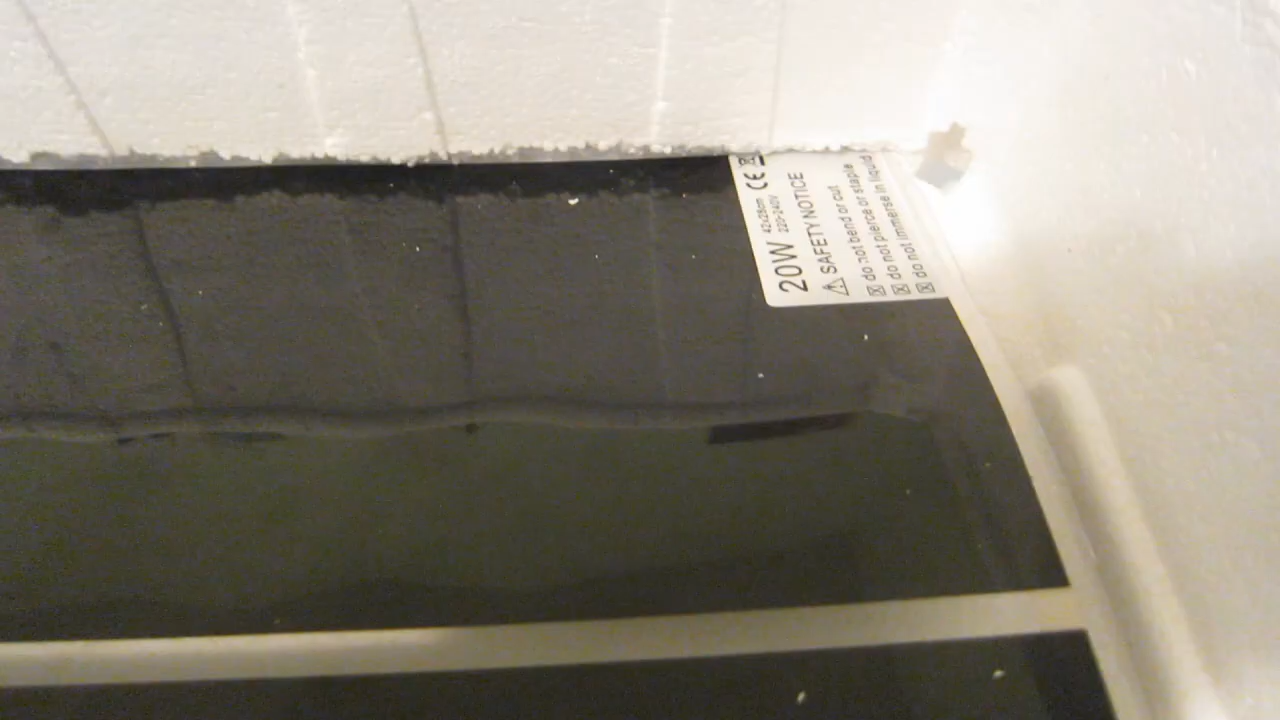 20W 42x28cm 220-240V CE
⚠ SAFETY NOTICE
☒ do not bend or cut
☒ do not pierce or staple
☒ do not immerse in liquid